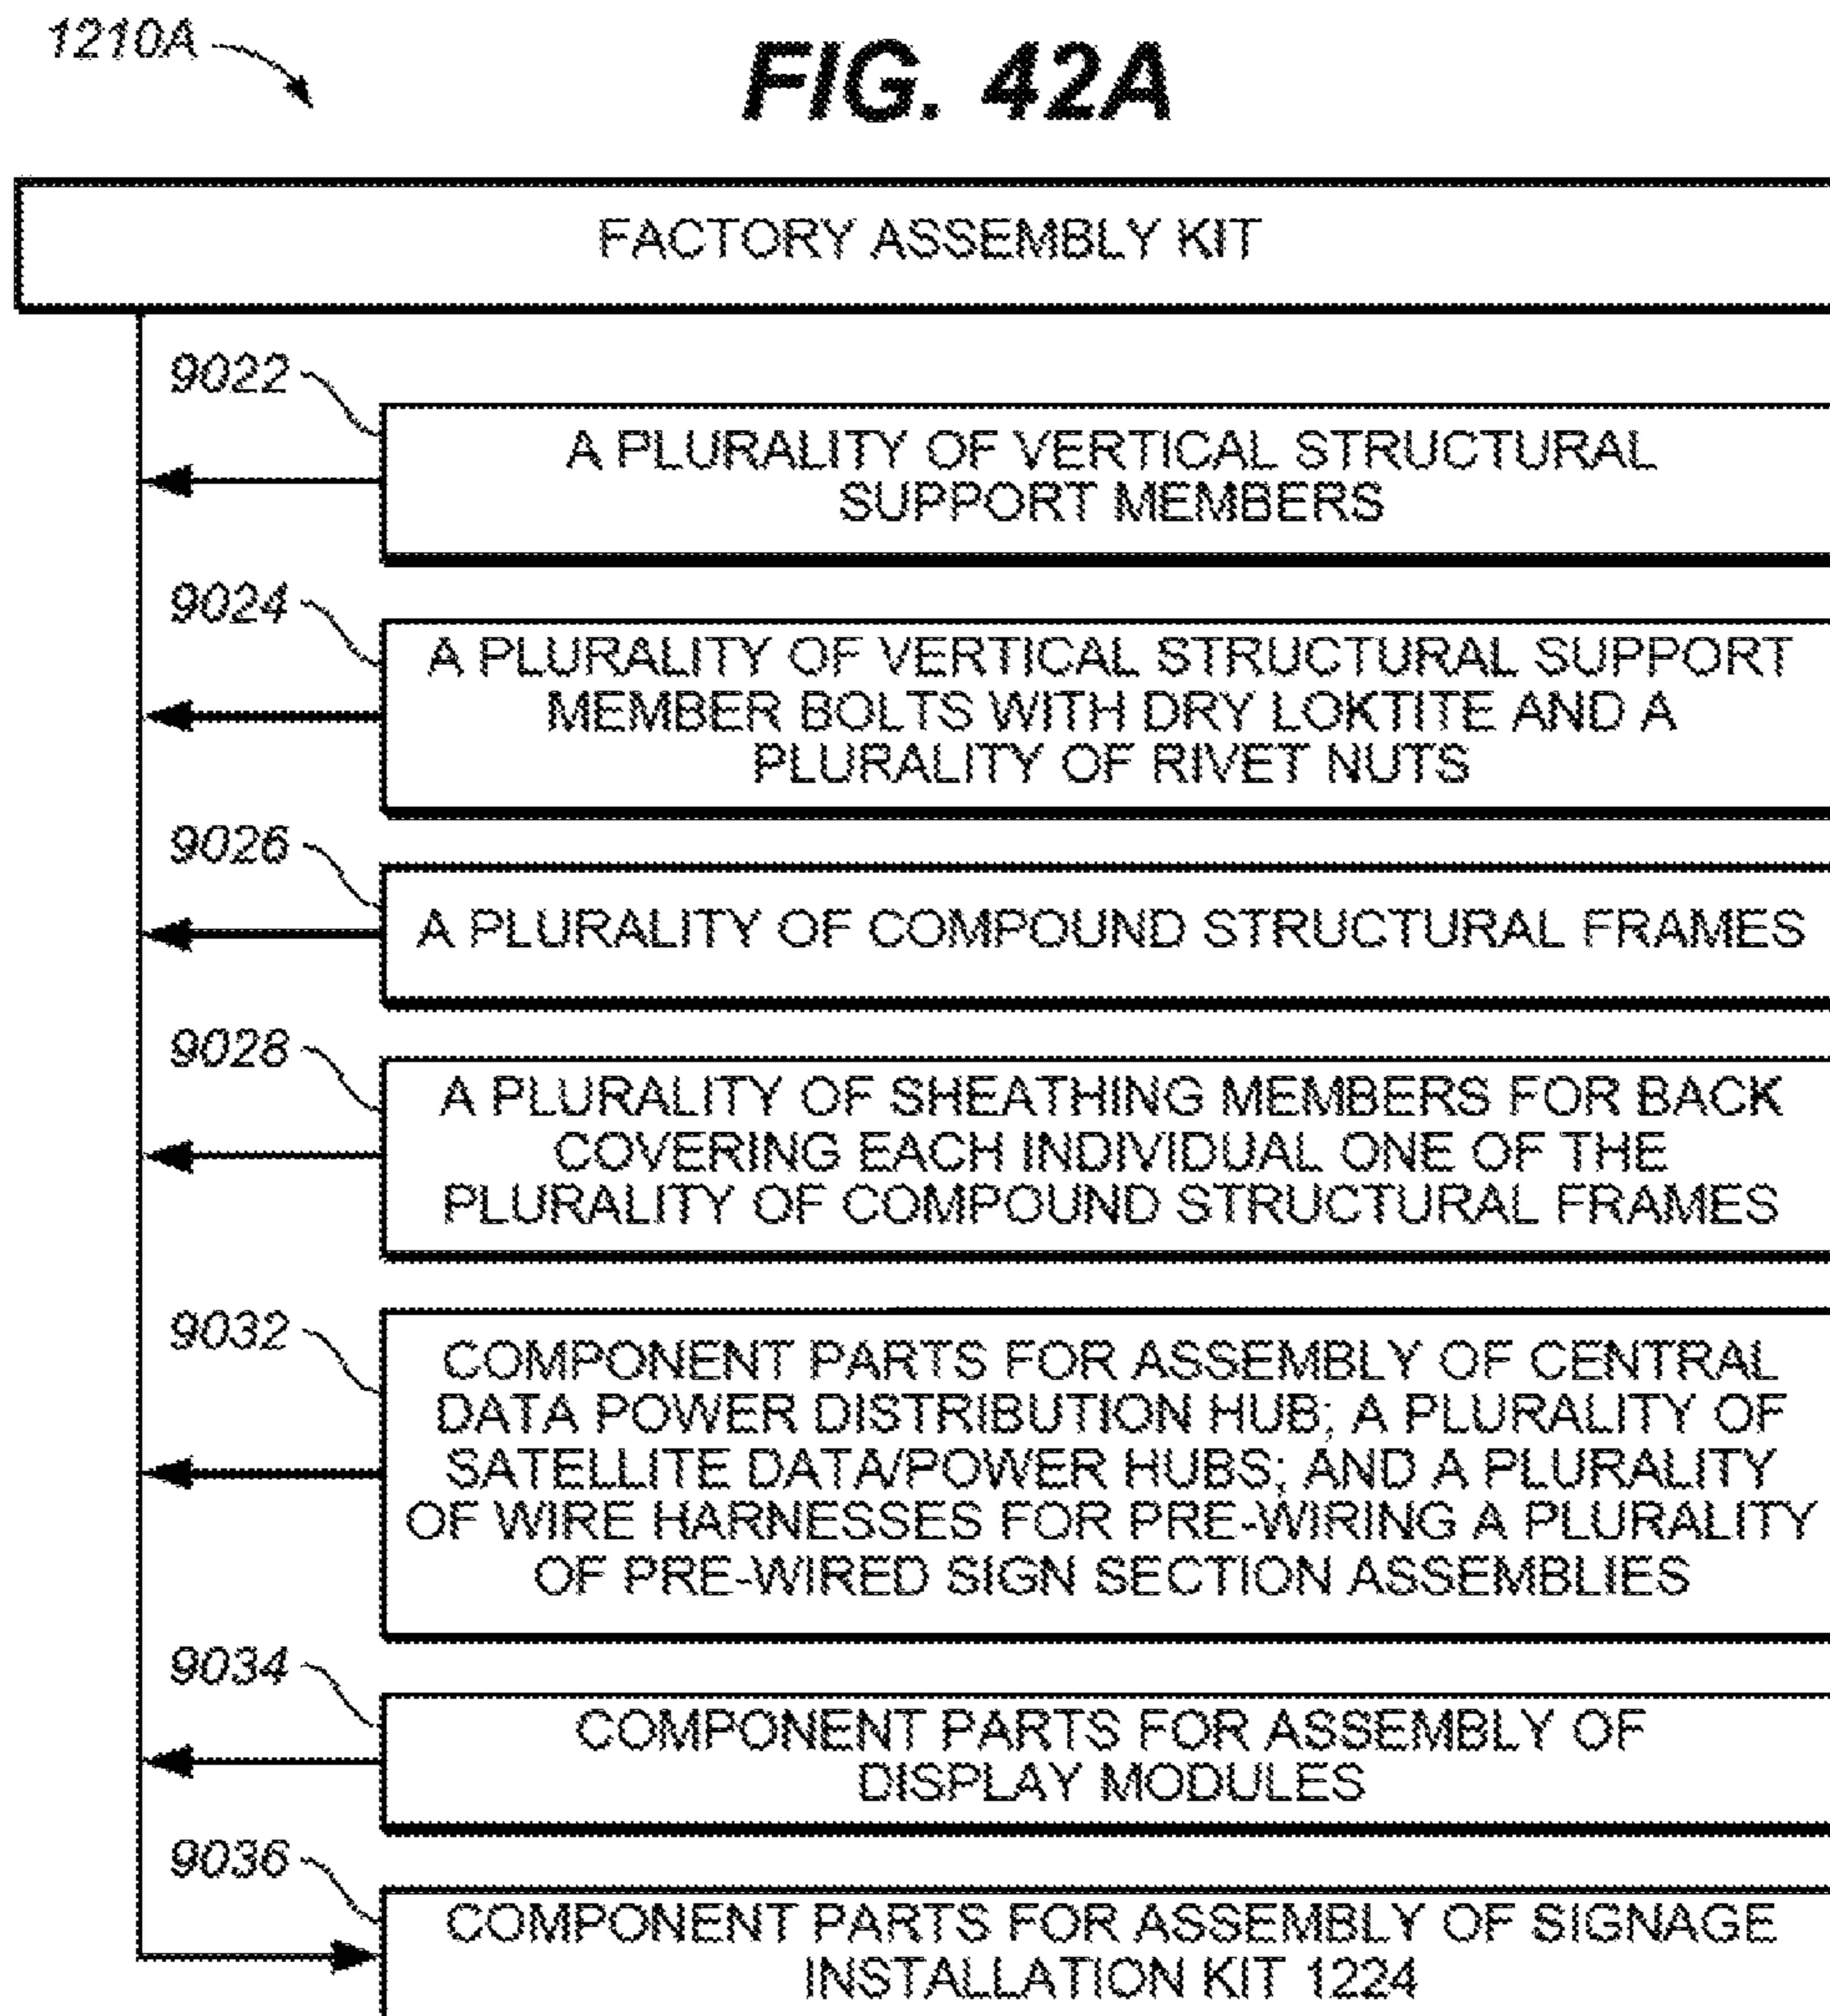 1210A
FIG. 42A
FACTORY ASSEMBLY KIT
9022
A PLURALITY OF VERTICAL STRUCTURAL
SUPPORT MEMBERS
9024
A PLURALITY OF VERTICAL STRUCTURAL SUPPORT
MEMBER BOLTS WITH DRY LOKTITE AND A
PLURALITY OF RIVET NUTS
9026
A PLURALITY OF COMPOUND STRUCTURAL FRAMES
9028
A PLURALITY OF SHEATHING MEMBERS FOR BACK
COVERING EACH INDIVIDUAL ONE OF THE
PLURALITY OF COMPOUND STRUCTURAL FRAMES
9032
COMPONENT PARTS FOR ASSEMBLY OF CENTRAL
DATA POWER DISTRIBUTION HUB; A PLURALITY OF
SATELLITE DATA/POWER HUBS; AND A PLURALITY
OF WIRE HARNESSES FOR PRE-WIRING A PLURALITY
OF PRE-WIRED SIGN SECTION ASSEMBLIES
9034
COMPONENT PARTS FOR ASSEMBLY OF
DISPLAY MODULES
9036
COMPONENT PARTS FOR ASSEMBLY OF SIGNAGE
INSTALLATION KIT 1224